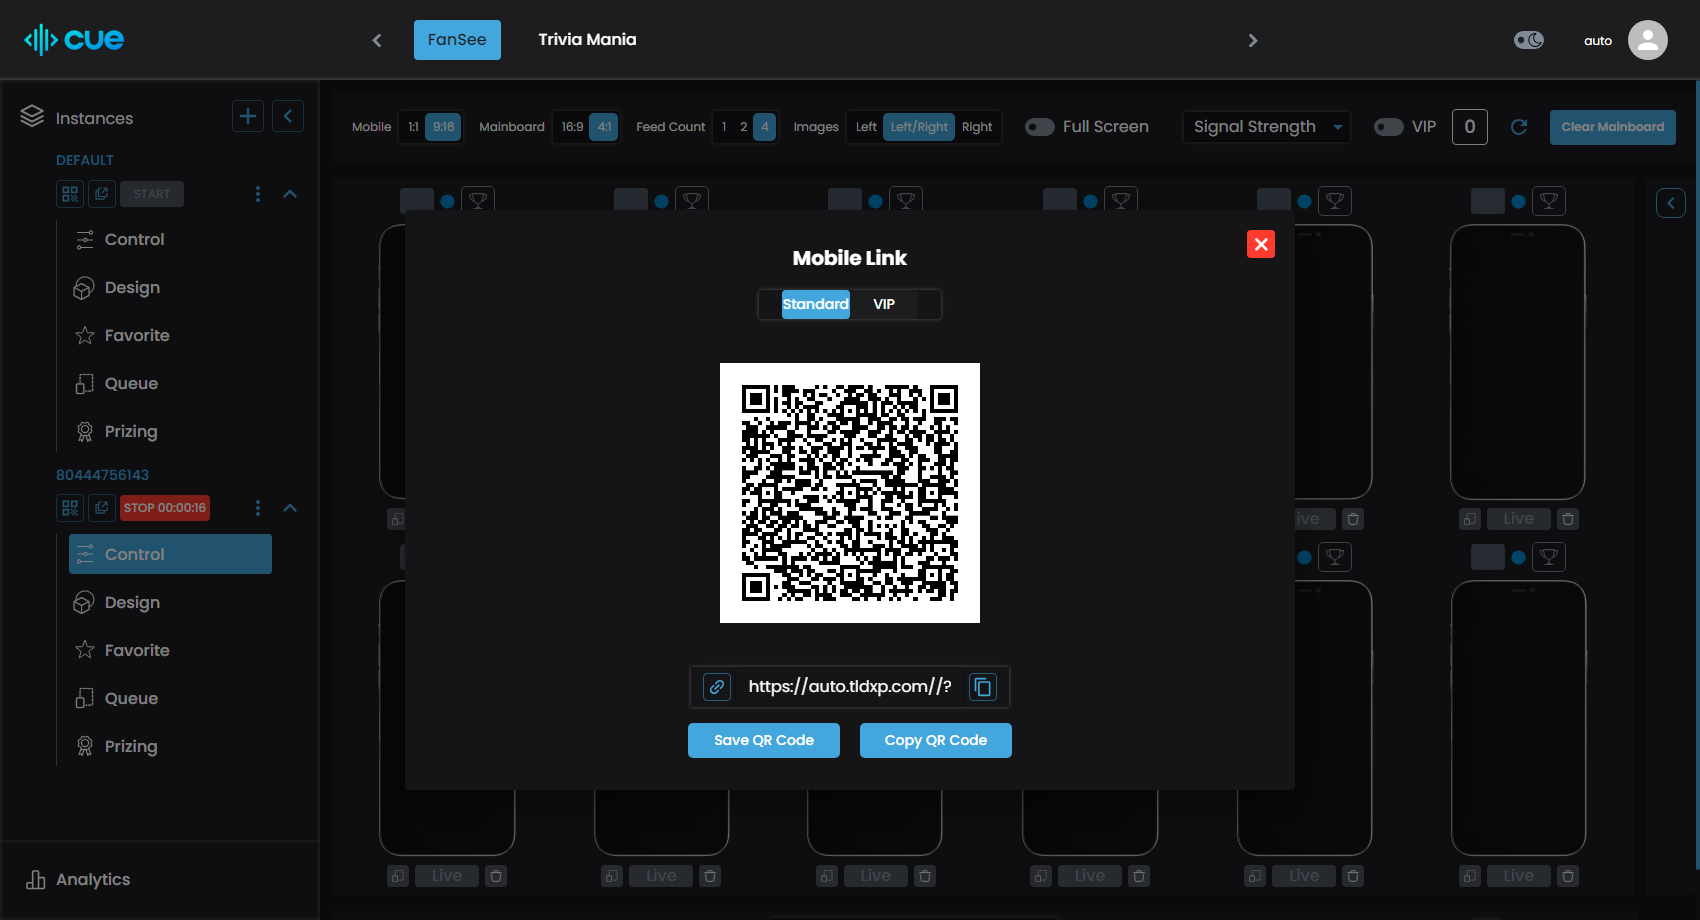 cue
FanSee
Trivia Mania
auto
Instances
DEFAULT
START
Control
Design
Favorite
Queue
Prizing
80444756143
STOP 00:00:16
Control
Design
Favorite
Queue
Prizing
Analytics
Mobile 1:1 9:16 Mainboard 16:9 4:1 Feed Count 1 2 4 Images Left Left/Right Right Full Screen Signal Strength VIP 0 Clear Mainboard
Mobile Link
Standard VIP
https://auto.tldxp.com//?
Save QR Code Copy QR Code
Live
Live Live Live Live Live Live